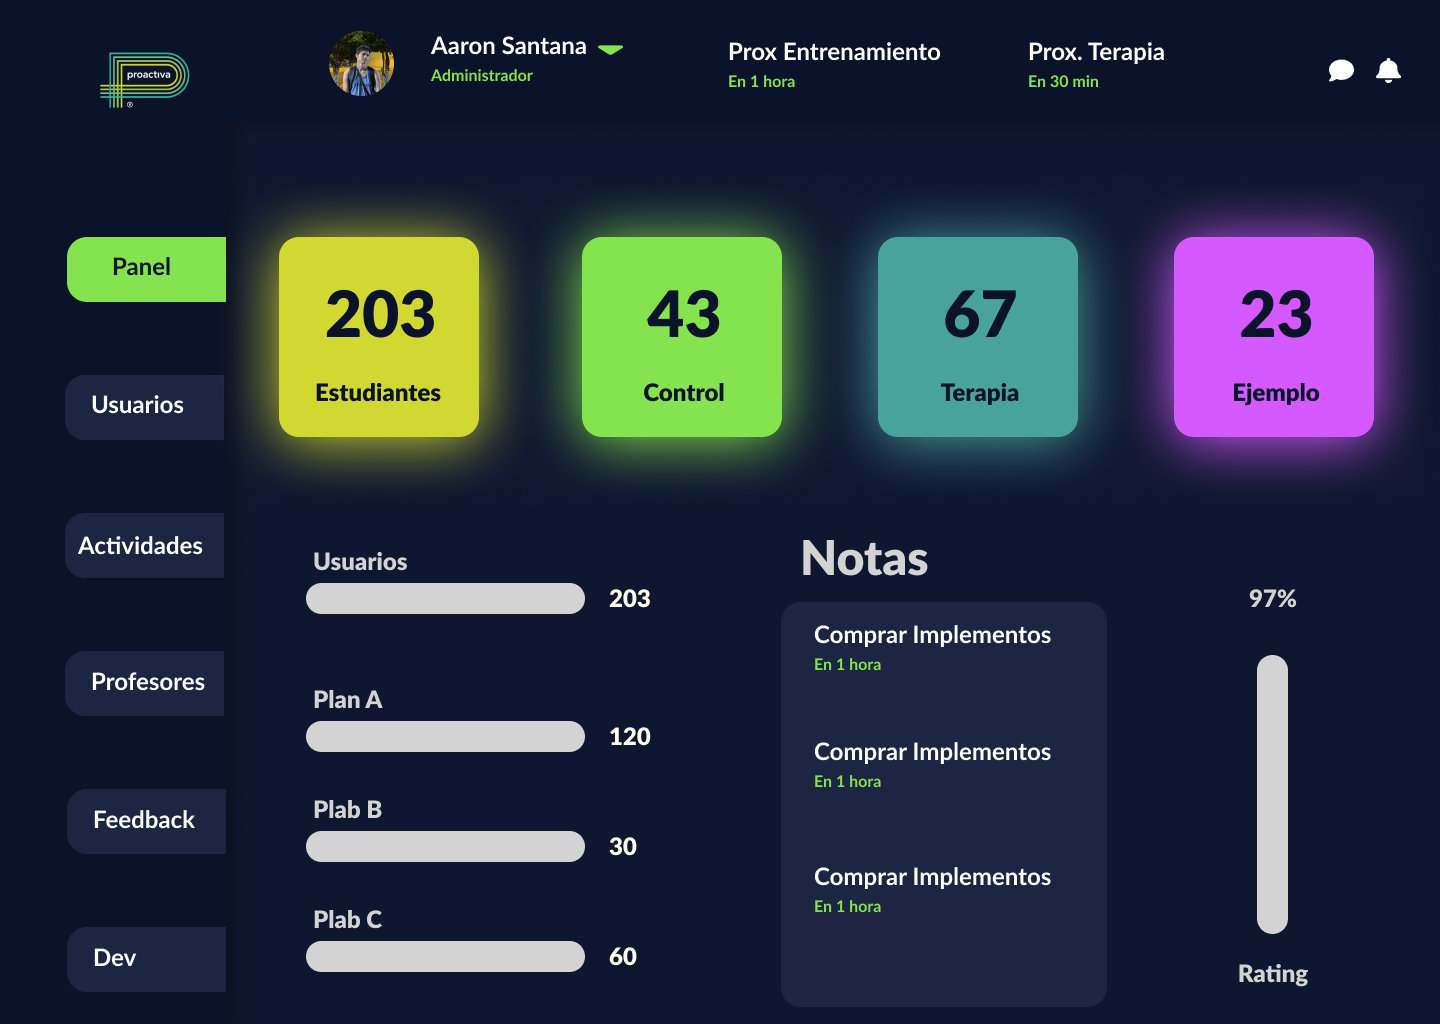 proactiva
®
Aaron Santana
Administrador
Prox Entrenamiento
En 1 hora
Prox. Terapia
En 30 min
Panel
Usuarios
Actividades
Profesores
Feedback
Dev
203
Estudiantes
43
Control
67
Terapia
23
Ejemplo
Usuarios
203
Plan A
120
Plab B
30
Plab C
60
Notas
Comprar Implementos
En 1 hora
Comprar Implementos
En 1 hora
Comprar Implementos
En 1 hora
97%
Rating